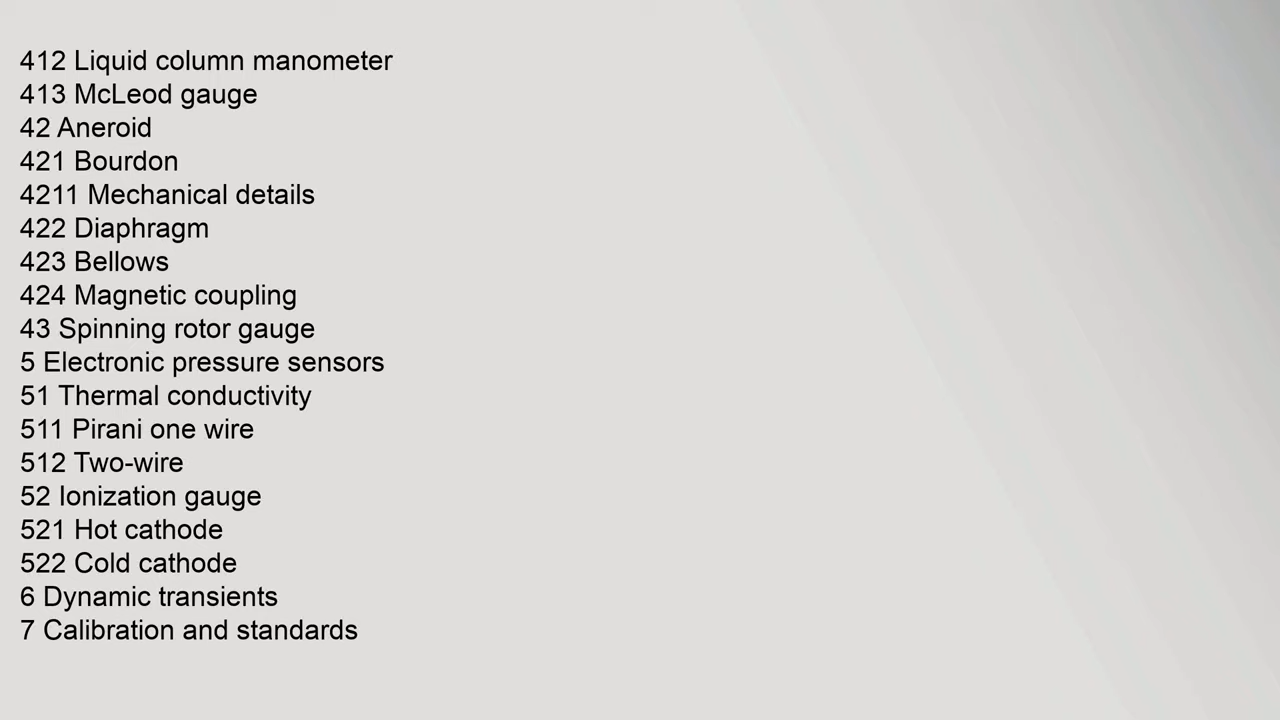 412 Liquid column manometer
413 McLeod gauge
42 Aneroid
421 Bourdon
4211 Mechanical details
422 Diaphragm
423 Bellows
424 Magnetic coupling
43 Spinning rotor gauge
5 Electronic pressure sensors
51 Thermal conductivity
511 Pirani one wire
512 Two-wire
52 Ionization gauge
521 Hot cathode
522 Cold cathode
6 Dynamic transients
7 Calibration and standards